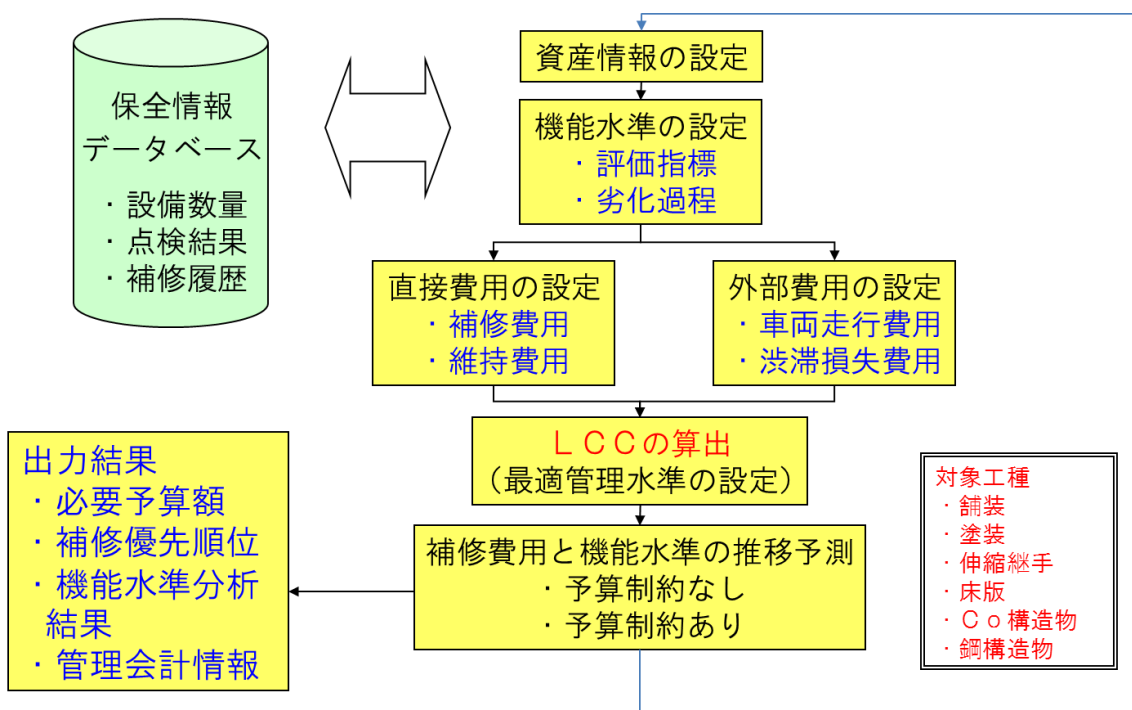 保全情報
データベース
・設備数量
・点検結果
・補修履歴
資産情報の設定
機能水準の設定
・評価指標
・劣化過程
直接費用の設定
・補修費用
・維持費用
外部費用の設定
・車両走行費用
・渋滞損失費用
ＬＣＣの算出
（最適管理水準の設定）
補修費用と機能水準の推移予測
・予算制約なし
・予算制約あり
出力結果
・必要予算額
・補修優先順位
・機能水準分析
結果
・管理会計情報
対象工種
・舗装
・塗装
・伸縮継手
・床版
・Ｃｏ構造物
・鋼構造物